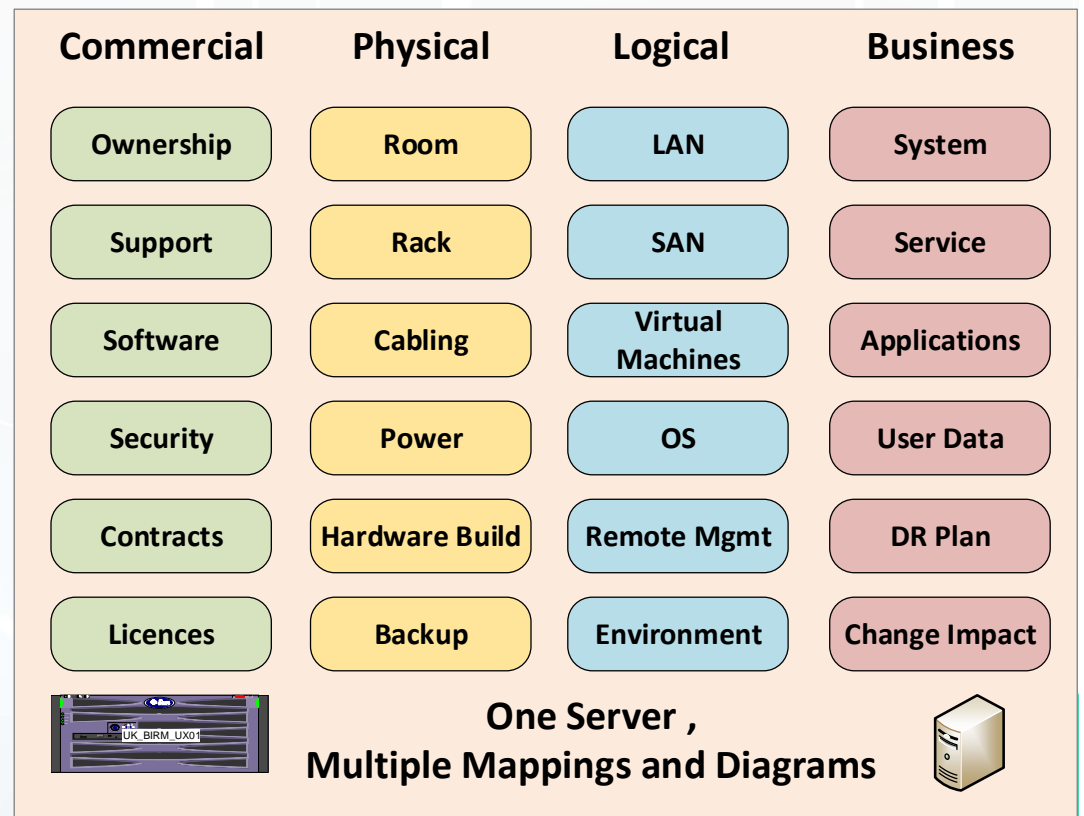 Commercial Physical Logical Business
Ownership Room LAN System
Support Rack SAN Service
Software Cabling Virtual Machines Applications
Security Power OS User Data
Contracts Hardware Build Remote Mgmt DR Plan
Licences Backup Environment Change Impact
UK_BIRM_UX01
One Server ,
Multiple Mappings and Diagrams